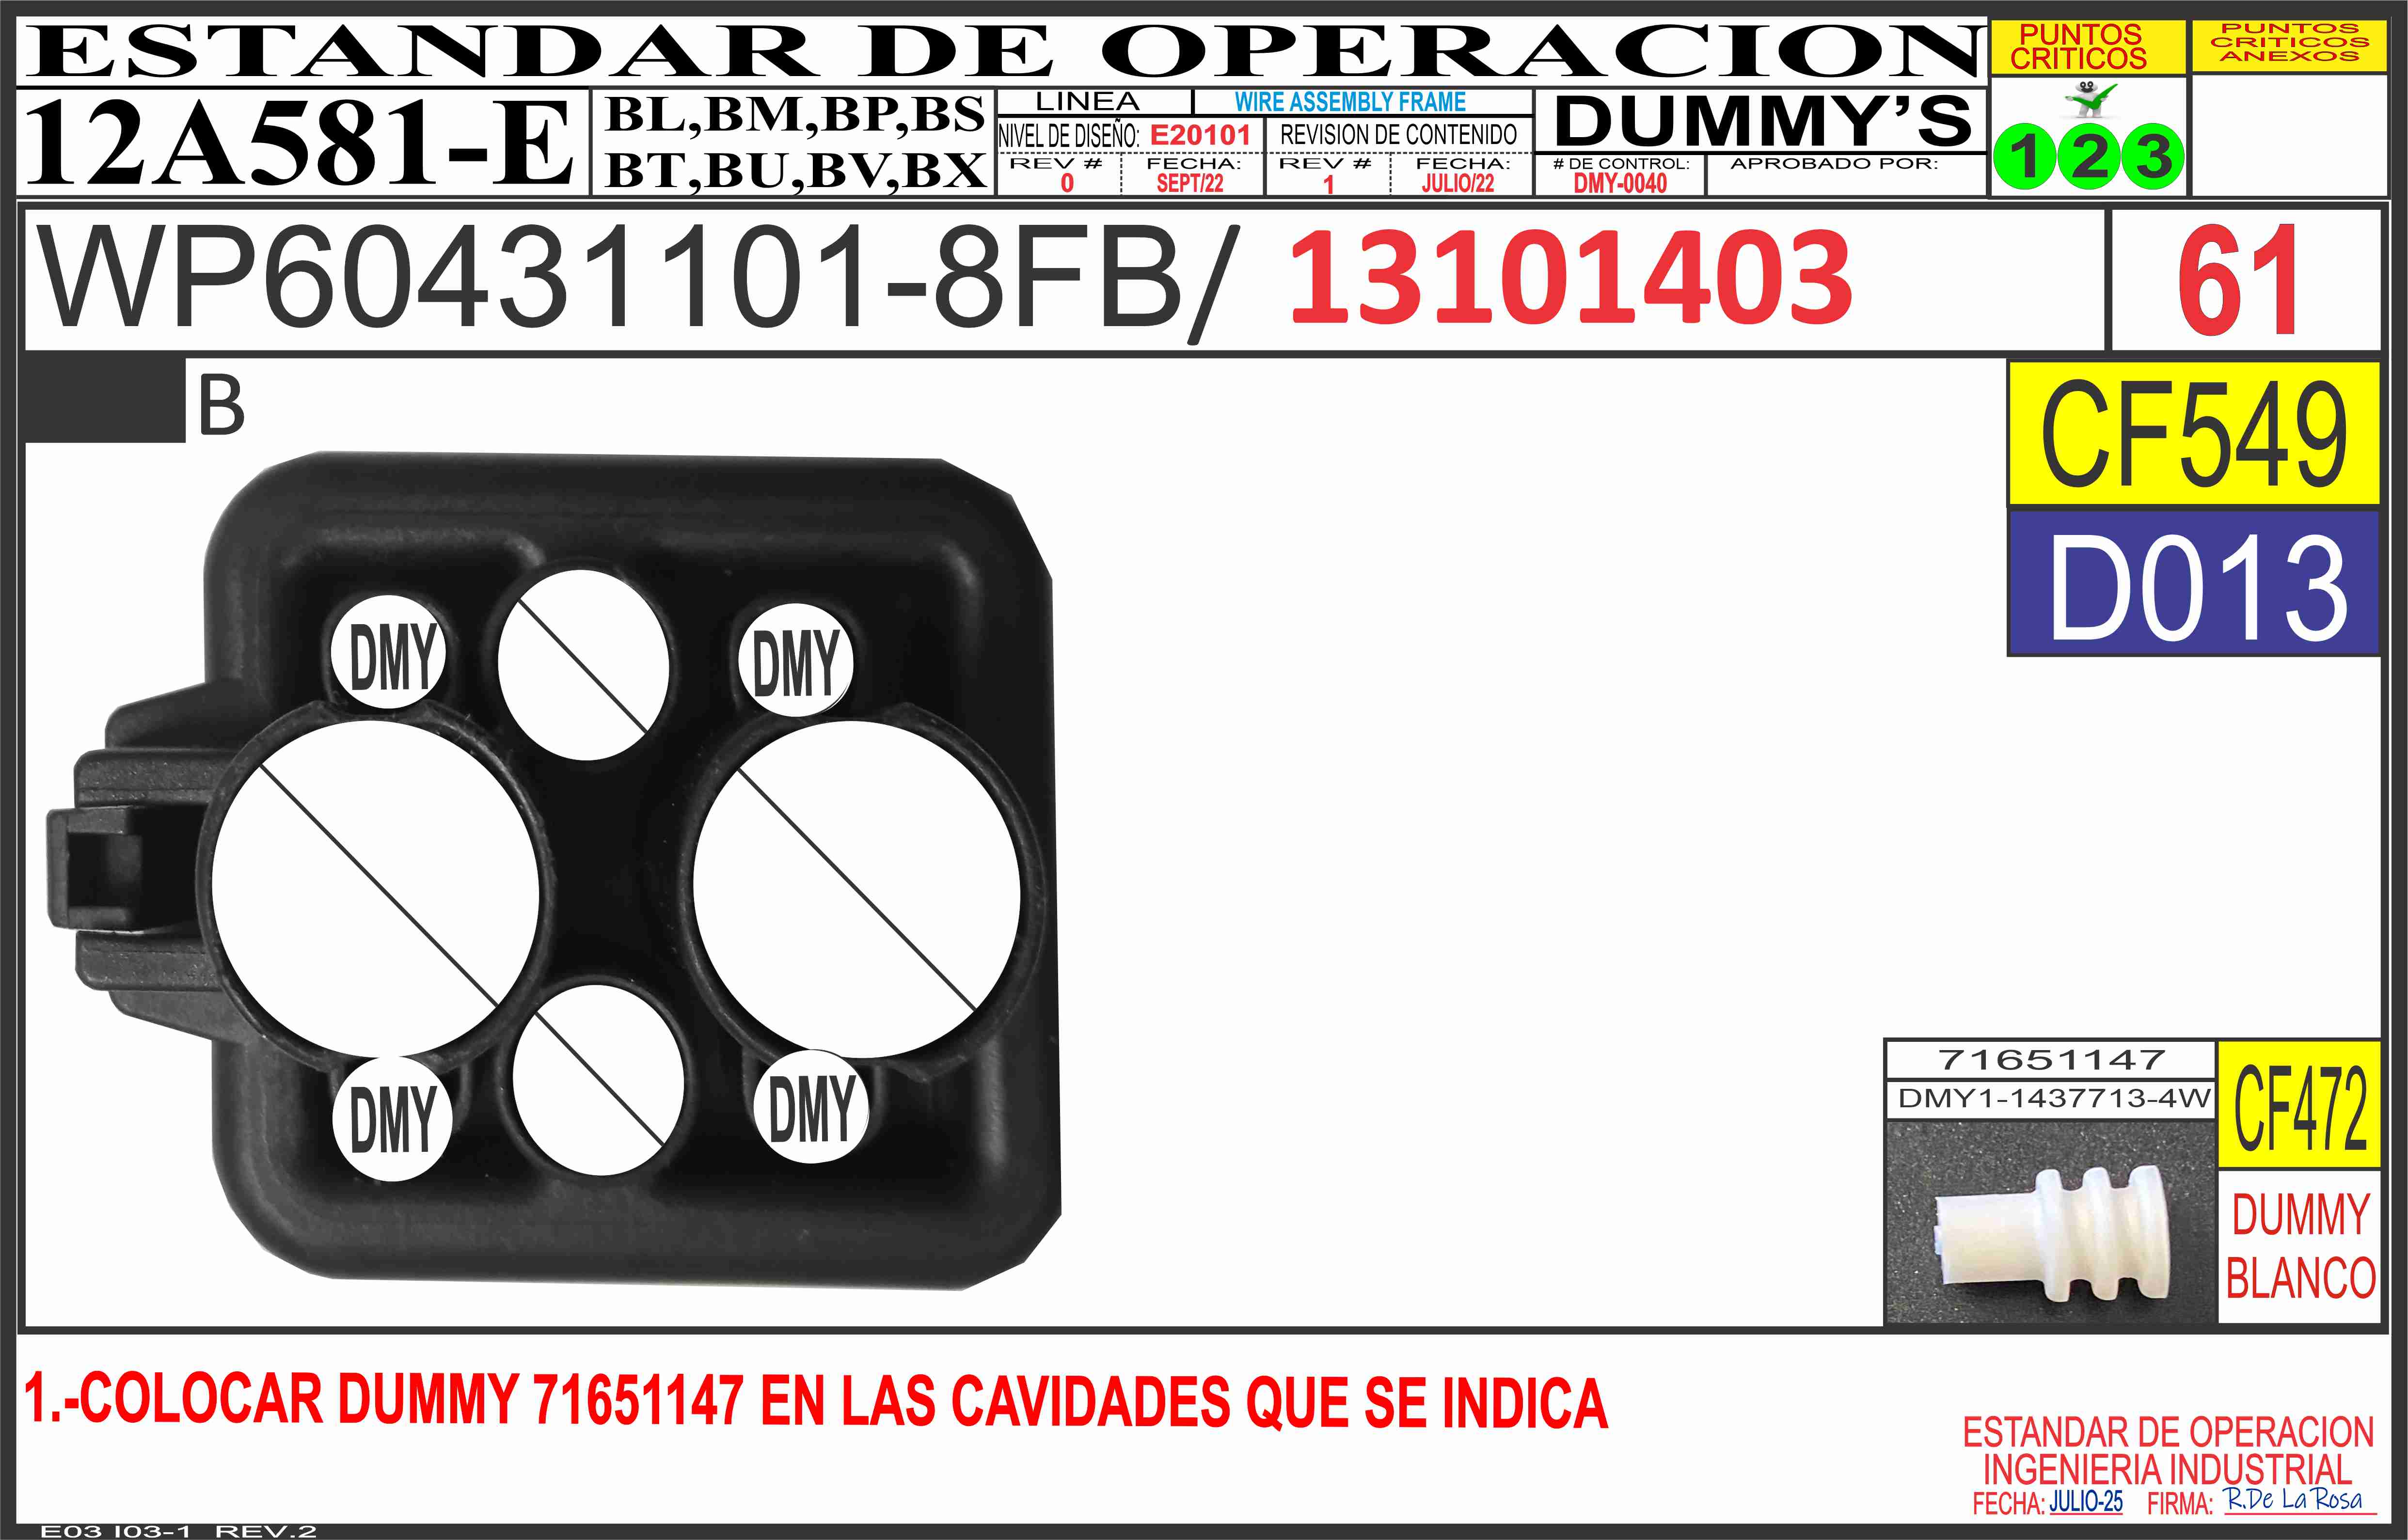 ESTANDAR DE OPERACION
PUNTOS
CRITICOS
PUNTOS
CRITICOS
ANEXOS
12A581-E
BL,BM,BP,BS
BT,BU,BV,BX
LINEA
WIRE ASSEMBLY FRAME
NIVEL DE DISEÑO: E20101
REVISION DE CONTENIDO
REV #
FECHA:
REV #
FECHA:
0
SEPT/22
1
JULIO/22
DUMMY'S
# DE CONTROL:
DMY-0040
APROBADO POR:
1 2 3
WP60431101-8FB/ 13101403
61
B
CF549
D013
DMY
DMY
DMY
DMY
71651147
DMY1-1437713-4W
CF472
DUMMY
BLANCO
1.-COLOCAR DUMMY 71651147 EN LAS CAVIDADES QUE SE INDICA
ESTANDAR DE OPERACION
INGENIERIA INDUSTRIAL
FECHA: JULIO-25 FIRMA: R.De La Rosa
E03 I03-1 REV.2